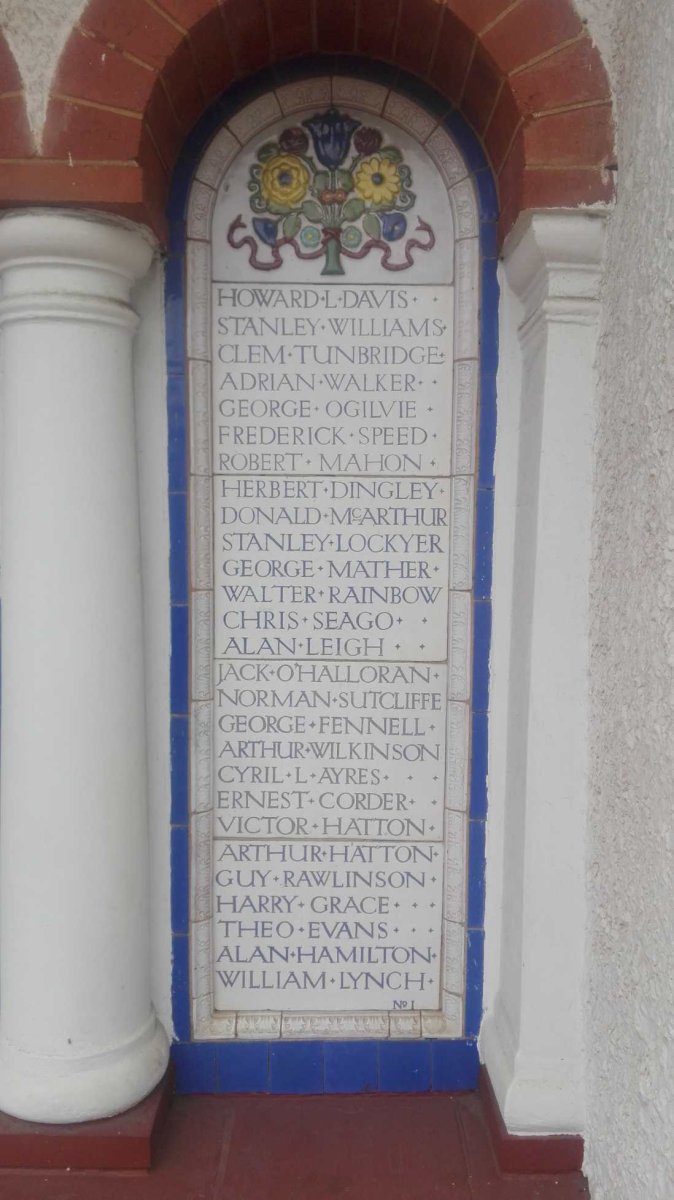 HOWARD·L·DAVIS··
STANLEY·WILLIAMS·
CLEM·TUNBRIDGE·
ADRIAN·WALKER··
GEORGE·OGILVIE·
FREDERICK·SPEED·
ROBERT·MAHON·
HERBERT·DINGLEY·
DONALD·McARTHUR
STANLEY·LOCKYER
GEORGE·MATHER·
WALTER·RAINBOW
CHRIS·SEAGO··
ALAN·LEIGH··
JACK·O'HALLORAN·
NORMAN·SUTCLIFFE
GEORGE·FENNELL·
ARTHUR·WILKINSON
CYRIL·L·AYRES···
ERNEST·CORDER··
VICTOR·HATTON·
ARTHUR·HATTON·
GUY·RAWLINSON·
HARRY·GRACE···
THEO·EVANS···
ALAN·HAMILTON·
WILLIAM·LYNCH·
No 1